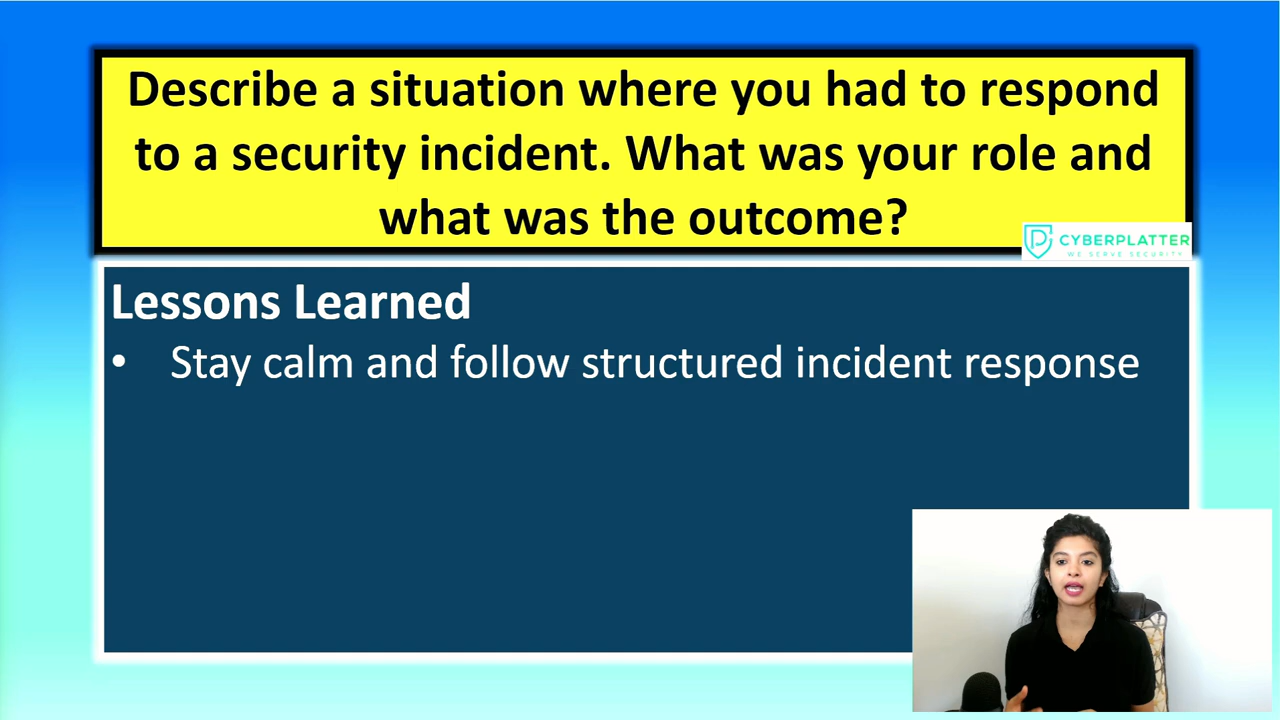 Describe a situation where you had to respond
to a security incident. What was your role and
what was the outcome?
CYBERPLATTER
WE SERVE SECURITY
Lessons Learned
• Stay calm and follow structured incident response